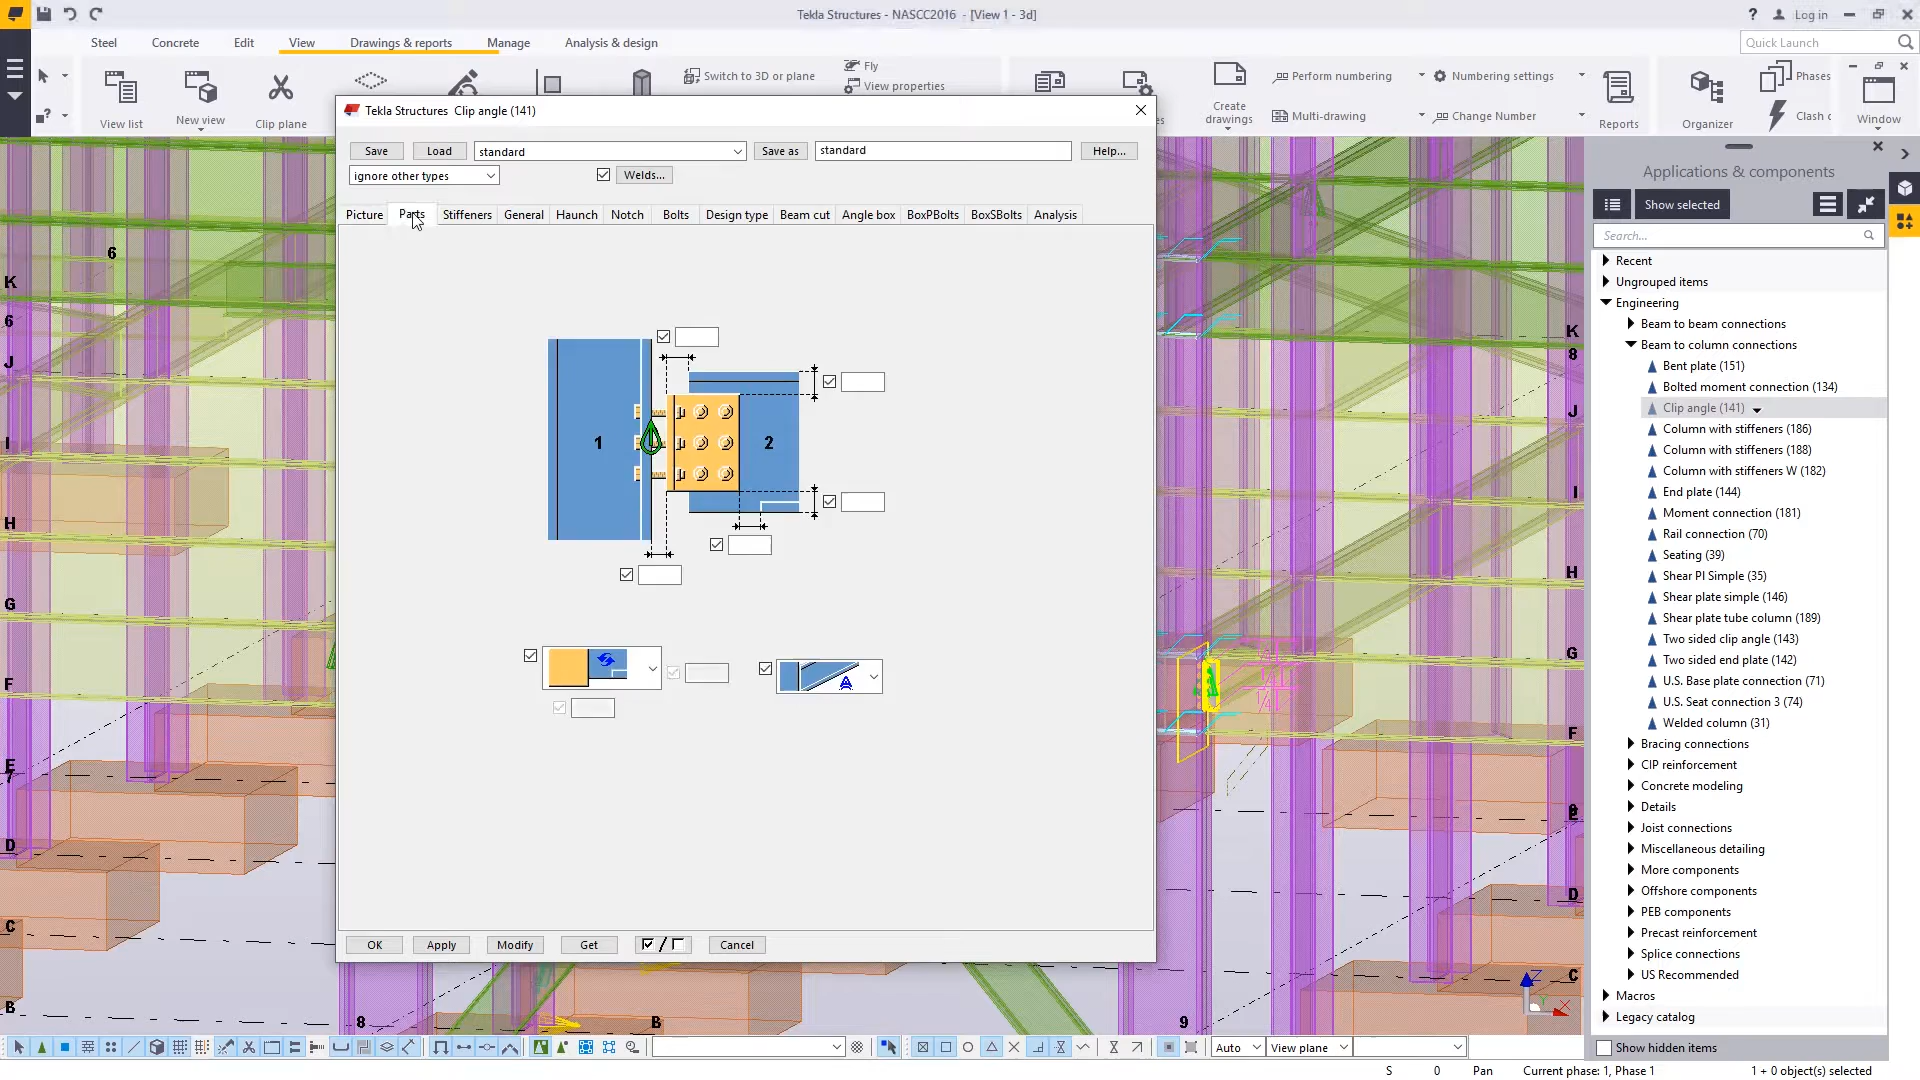 Tekla Structures - NASCC2016 - [View 1 - 3d]
? Log in
Steel Concrete Edit View Drawings & reports Manage Analysis & design
Quick Launch
View list
New view
Clip plane
Switch to 3D or plane
Fly
View properties
Create drawings
Perform numbering
Multi-drawing
Numbering settings
Change Number
Reports
Organizer
Phases
Clash c
Window
Tekla Structures Clip angle (141)
Save Load standard Save as standard Help...
ignore other types Welds...
Picture Parts Stiffeners General Haunch Notch Bolts Design type Beam cut Angle box BoxPBolts BoxSBolts Analysis
1
2
OK Apply Modify Get / Cancel
6
K
6
J
I
H
G
F
E
7
D
C
B
8
B
K
8
J
I
H
G
F
E
D
C
9
Z
Y
X
Applications & components
Show selected
Search...
Recent
Ungrouped items
Engineering
Beam to beam connections
Beam to column connections
Bent plate (151)
Bolted moment connection (134)
Clip angle (141)
Column with stiffeners (186)
Column with stiffeners (188)
Column with stiffeners W (182)
End plate (144)
Moment connection (181)
Rail connection (70)
Seating (39)
Shear Pl Simple (35)
Shear plate simple (146)
Shear plate tube column (189)
Two sided clip angle (143)
Two sided end plate (142)
U.S. Base plate connection (71)
U.S. Seat connection 3 (74)
Welded column (31)
Bracing connections
CIP reinforcement
Concrete modeling
Details
Joist connections
Miscellaneous detailing
More components
Offshore components
PEB components
Precast reinforcement
Splice connections
US Recommended
Macros
Legacy catalog
Show hidden items
Auto View plane
S 0 Pan Current phase: 1, Phase 1 1 + 0 object(s) selected